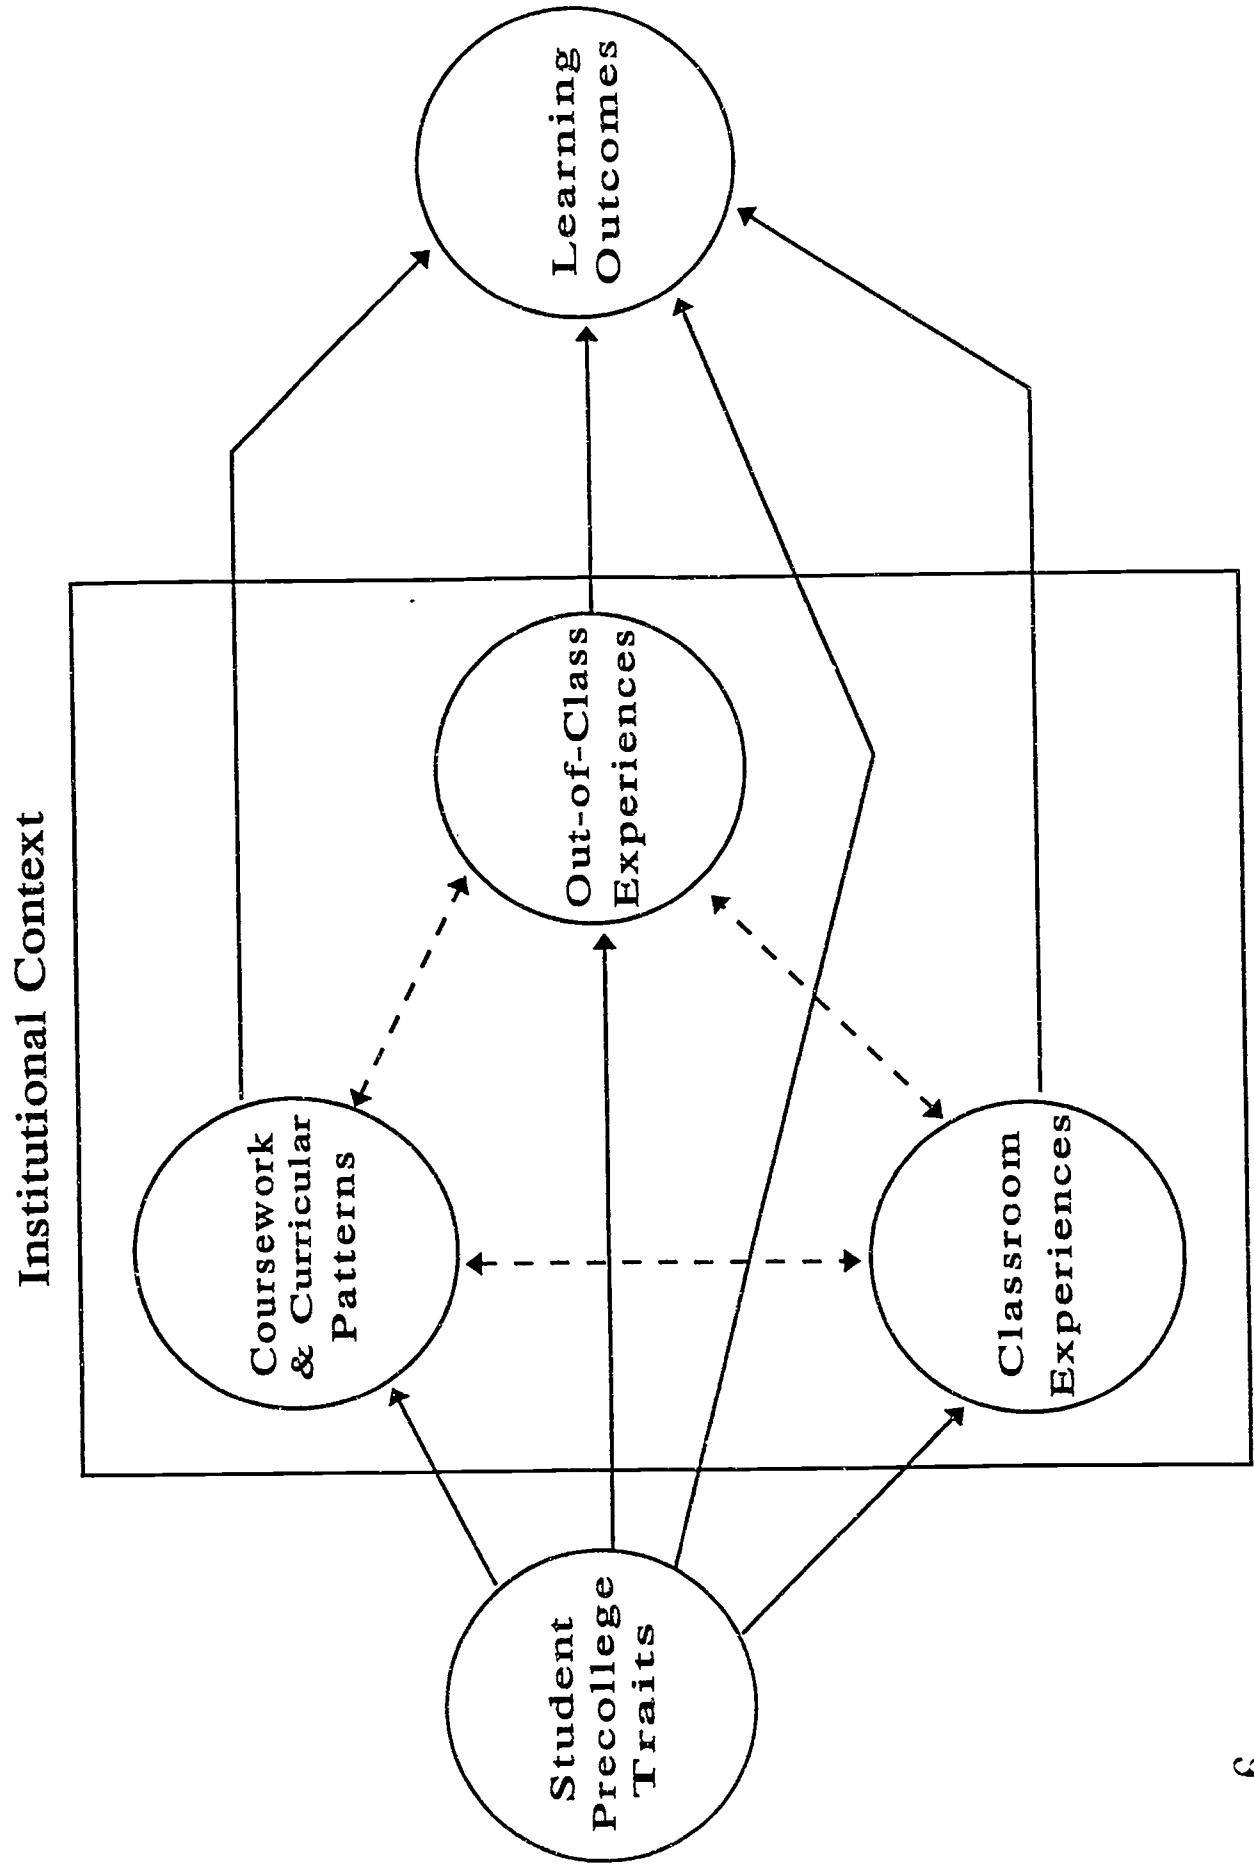 Institutional Context
Coursework
& Curricular
Patterns
Student
Precollege
Traits
Out-of-Class
Experiences
Learning
Outcomes
Classroom
Experiences